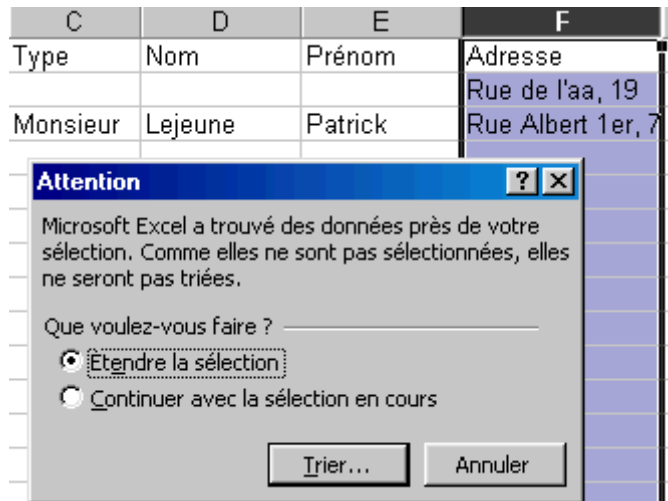 C D E F
Type Nom Prénom Adresse
Rue de l'aa, 19
Monsieur Lejeune Patrick Rue Albert 1er, 7
Attention ? X
Microsoft Excel a trouvé des données près de votre
sélection. Comme elles ne sont pas sélectionnées, elles
ne seront pas triées.
Que voulez-vous faire ?
Etendre la sélection
Continuer avec la sélection en cours
Trier... Annuler